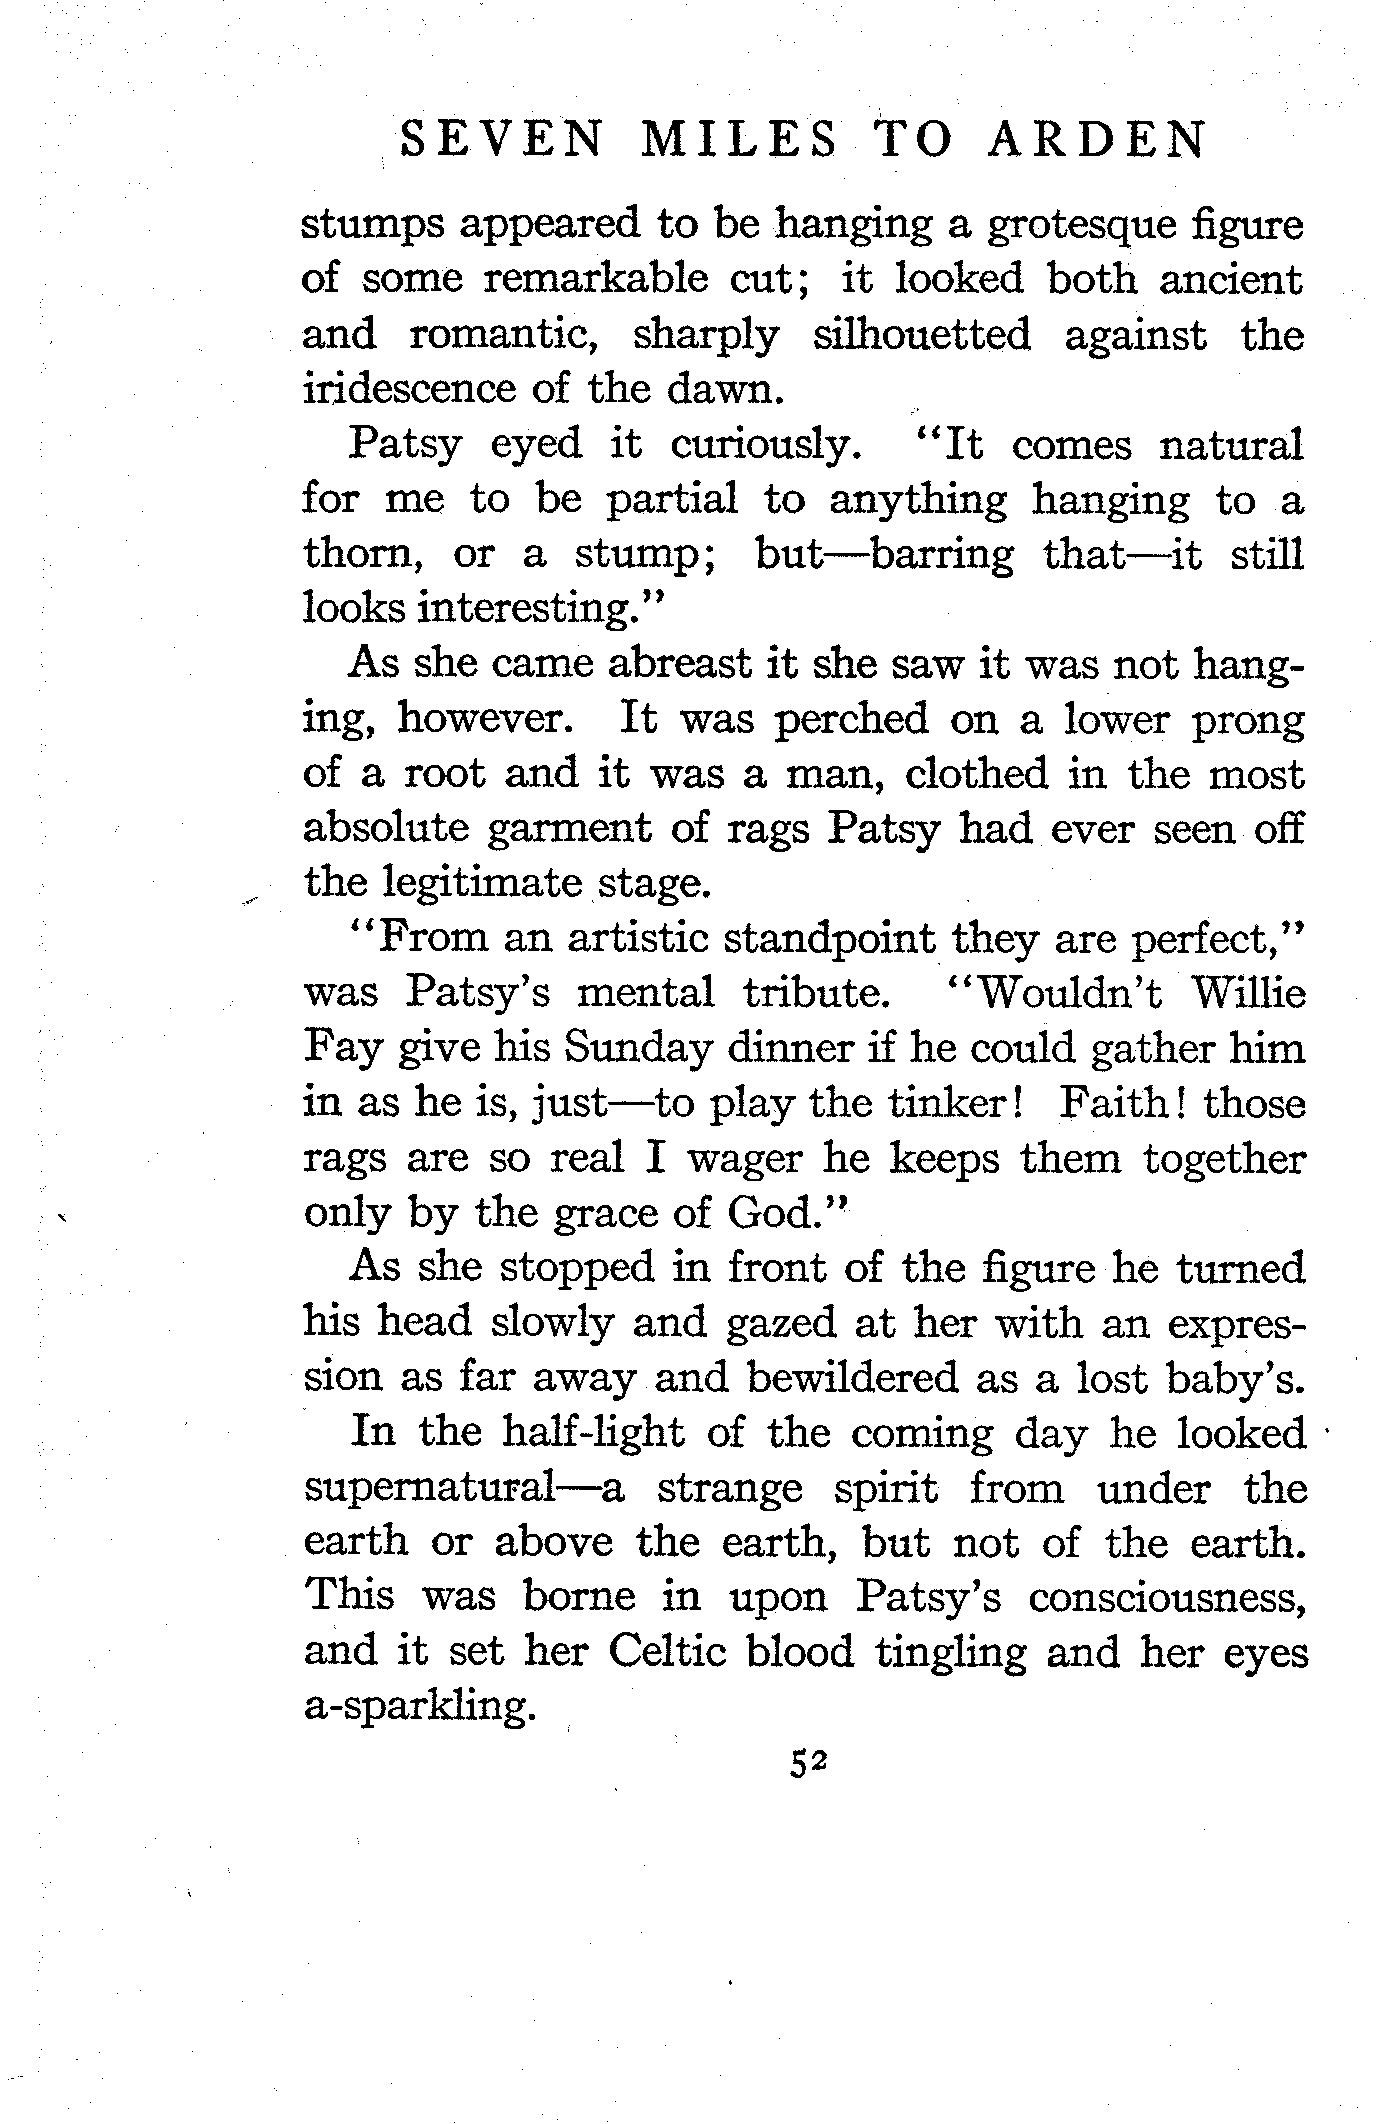 SEVEN MILES TO ARDEN
stumps appeared to be hanging a grotesque figure
of some remarkable cut; it looked both ancient
and romantic, sharply silhouetted against the
iridescence of the dawn.
Patsy eyed it curiously. "It comes natural
for me to be partial to anything hanging to a
thorn, or a stump; but—barring that—it still
looks interesting."
As she came abreast it she saw it was not hang-
ing, however. It was perched on a lower prong
of a root and it was a man, clothed in the most
absolute garment of rags Patsy had ever seen off
the legitimate stage.
"From an artistic standpoint they are perfect,"
was Patsy's mental tribute. "Wouldn't Willie
Fay give his Sunday dinner if he could gather him
in as he is, just—to play the tinker! Faith! those
rags are so real I wager he keeps them together
only by the grace of God."
As she stopped in front of the figure he turned
his head slowly and gazed at her with an expres-
sion as far away and bewildered as a lost baby's.
In the half-light of the coming day he looked
supernatural—a strange spirit from under the
earth or above the earth, but not of the earth.
This was borne in upon Patsy's consciousness,
and it set her Celtic blood tingling and her eyes
a-sparkling.
52